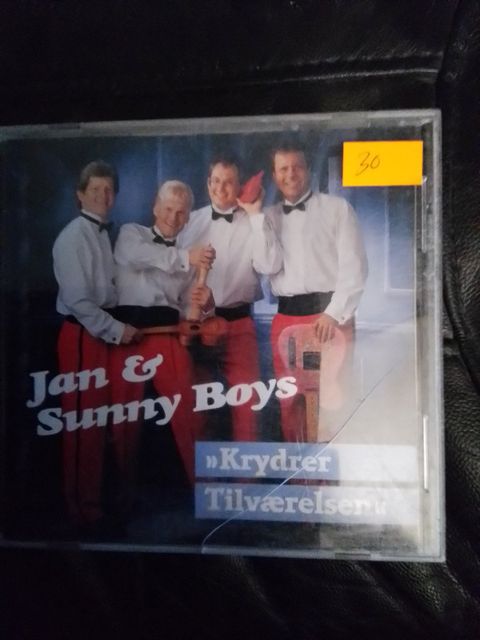 30
Jan &
Sunny Boys
»Krydrer
Tilværelsen«